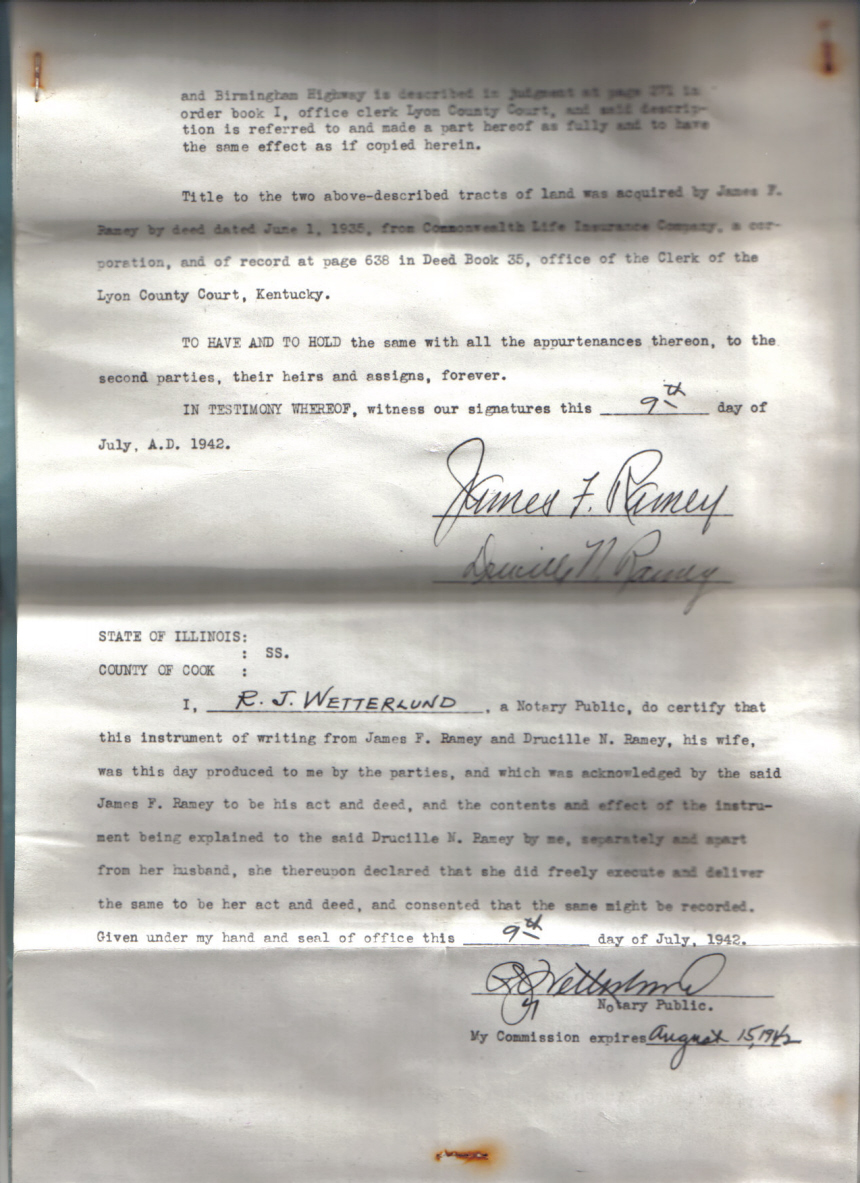 and Birmingham Highway is described in judgment at page 371 in
order book I, office clerk Lyon County Court, and said descrip-
tion is referred to and made a part hereof as fully and to have
the same effect as if copied herein.
Title to the two above-described tracts of land was acquired by James F.
Ramey by deed dated June 1, 1935, from Commonwealth Life Insurance Company, a cor-
poration, and of record at page 638 in Deed Book 35, office of the Clerk of the
Lyon County Court, Kentucky.
TO HAVE AND TO HOLD the same with all the appurtenances thereon, to the
second parties, their heirs and assigns, forever.
IN TESTIMONY WHEREOF, witness our signatures this 9th day of
July, A.D. 1942.
James F. Ramey
Drucille N. Ramey
STATE OF ILLINOIS:
: SS.
COUNTY OF COOK :
I, R. J. WETTERLUND, a Notary Public, do certify that
this instrument of writing from James F. Ramey and Drucille N. Ramey, his wife,
was this day produced to me by the parties, and which was acknowledged by the said
James F. Ramey to be his act and deed, and the contents and effect of the instru-
ment being explained to the said Drucille N. Ramey by me, separately and apart
from her husband, she thereupon declared that she did freely execute and deliver
the same to be her act and deed, and consented that the same might be recorded.
Given under my hand and seal of office this 9th day of July, 1942.
RJ Wetterlund
Notary Public.
My Commission expires August 15, 1942